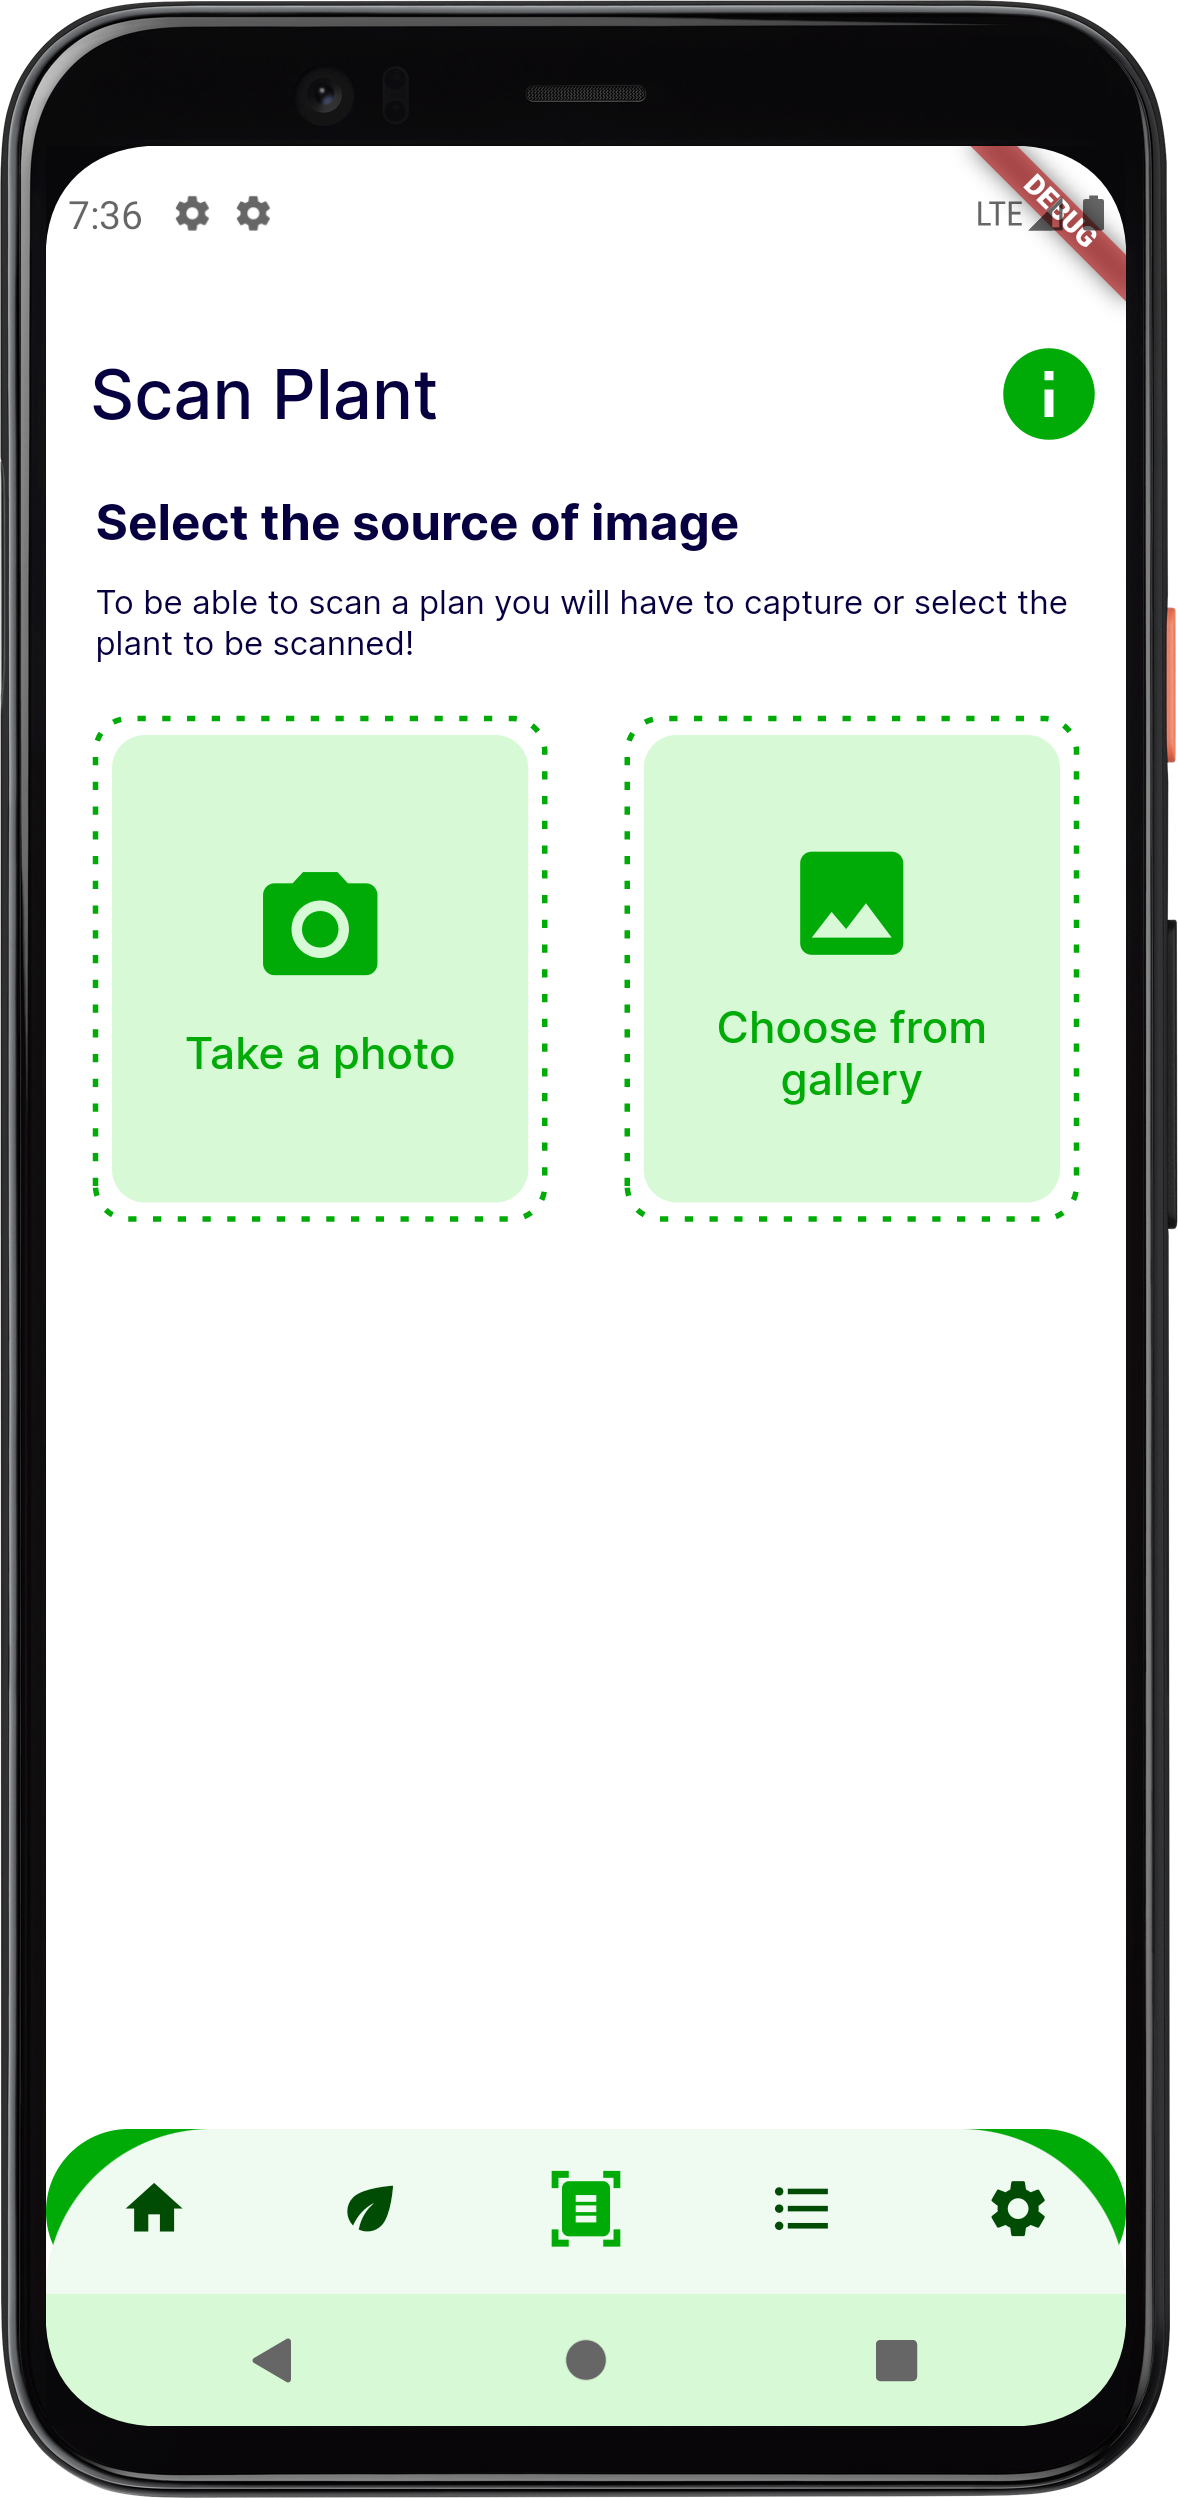 7:36
LTE
DEBUG
Scan Plant
Select the source of image
To be able to scan a plan you will have to capture or select the
plant to be scanned!
Take a photo
Choose from
gallery